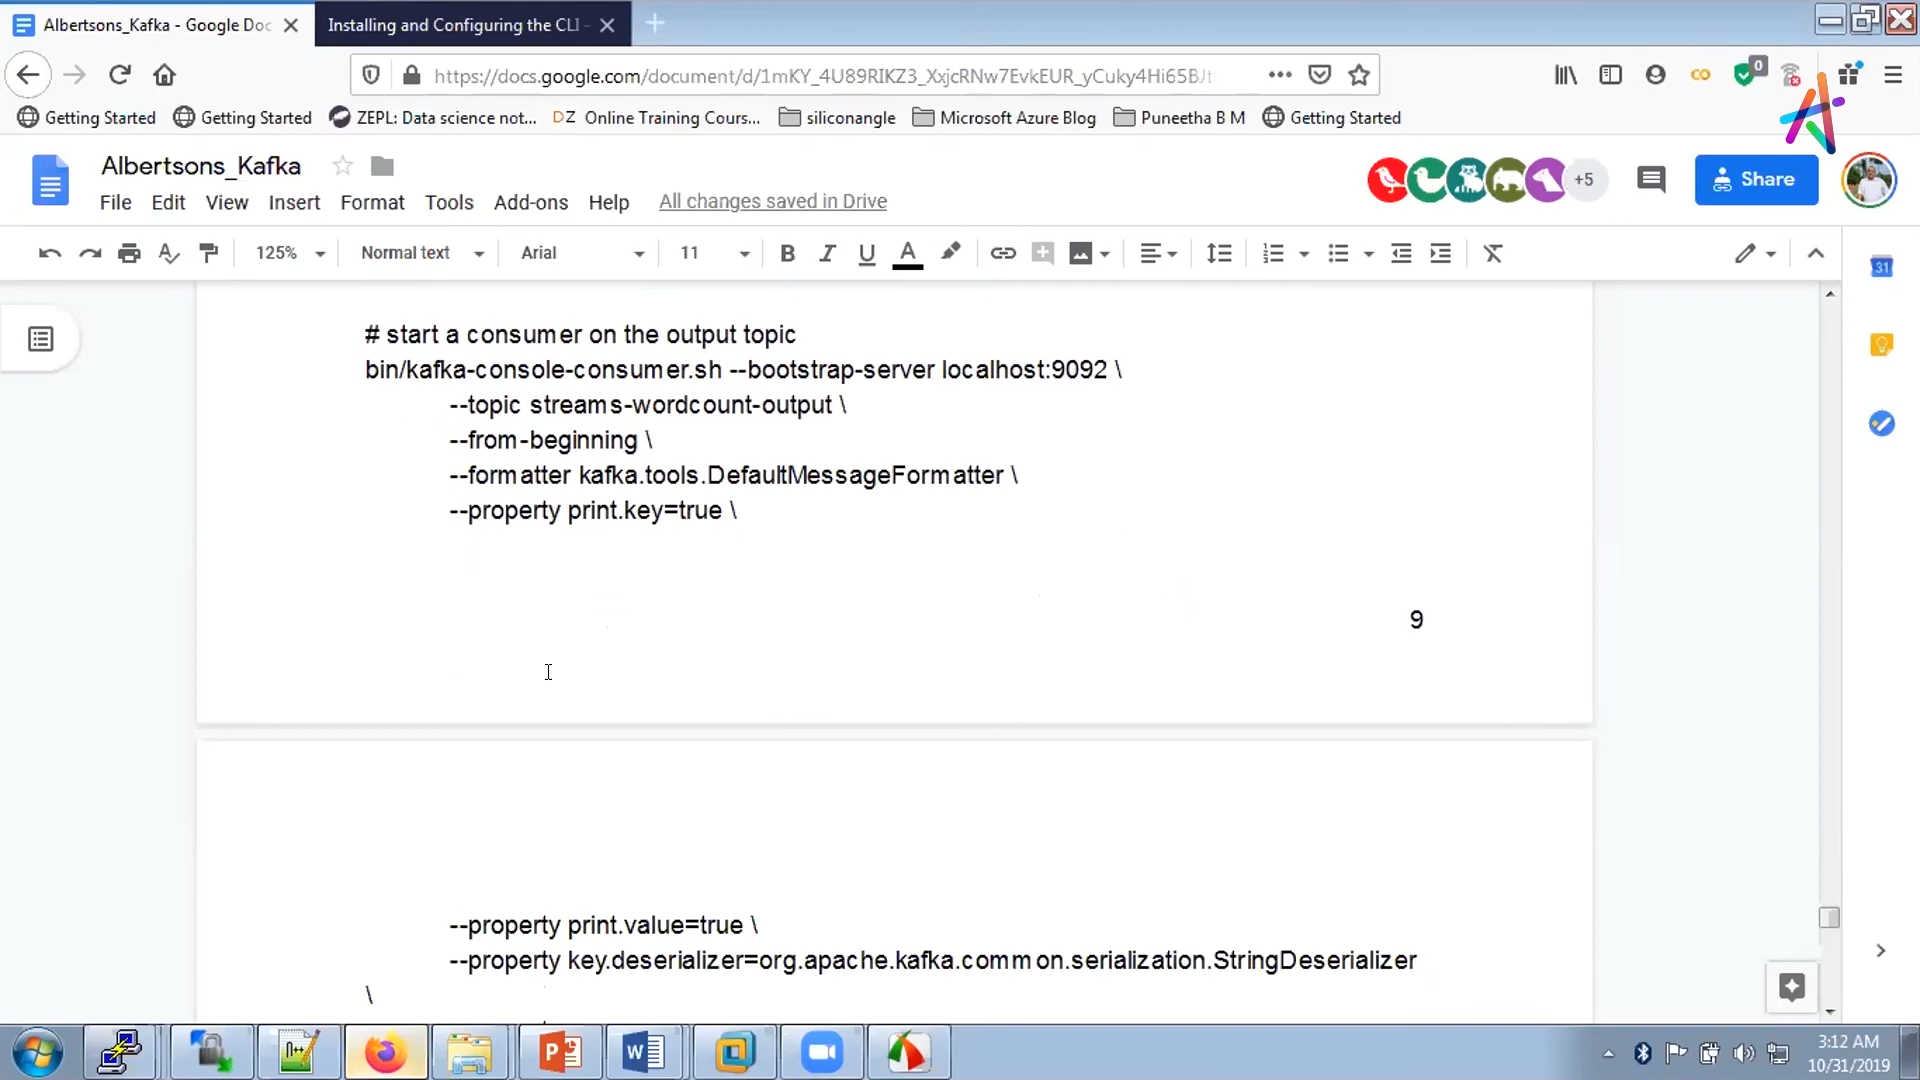 Albertsons_Kafka - Google Doc
Installing and Configuring the CLI -
https://docs.google.com/document/d/1mKY_4U89RIKZ3_XxjcRNw7EvkEUR_yCuky4Hi65BJt
0
Getting Started
Getting Started
ZEPL: Data science not...
DZ Online Training Cours...
siliconangle
Microsoft Azure Blog
Puneetha B M
Getting Started
Albertsons_Kafka
+5
Share
File Edit View Insert Format Tools Add-ons Help All changes saved in Drive
125% Normal text Arial 11 B I U A
31
# start a consumer on the output topic
bin/kafka-console-consumer.sh --bootstrap-server localhost:9092 \
--topic streams-wordcount-output \
--from-beginning \
--formatter kafka.tools.DefaultMessageFormatter \
--property print.key=true \
9
--property print.value=true \
--property key.deserializer=org.apache.kafka.common.serialization.StringDeserializer
\
3:12 AM
10/31/2019